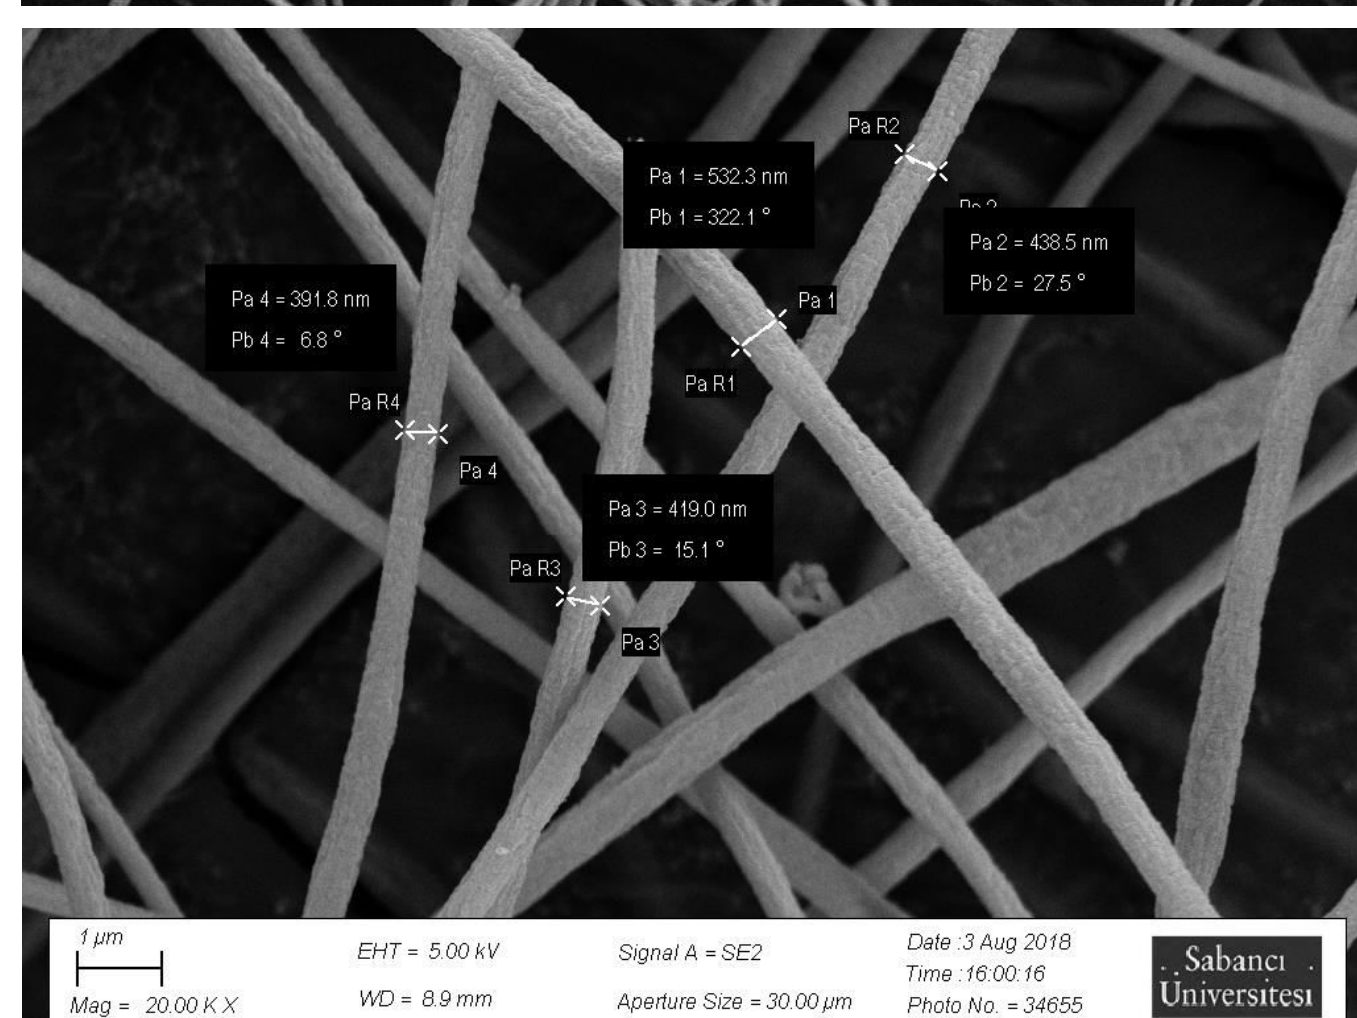 Pa R2
Pa 1 = 532.3 nm
Pb 1 = 322.1 °
Pa 2
Pa 2 = 438.5 nm
Pb 2 = 27.5 °
Pa 4 = 391.8 nm
Pb 4 = 6.8 °
Pa 1
Pa R1
Pa R4
Pa 4
Pa 3 = 419.0 nm
Pb 3 = 15.1 °
Pa R3
Pa 3
1 µm
Mag = 20.00 K X
EHT = 5.00 kV
WD = 8.9 mm
Signal A = SE2
Aperture Size = 30.00 µm
Date :3 Aug 2018
Time :16:00:16
Photo No. = 34655
Sabancı
Üniversitesi